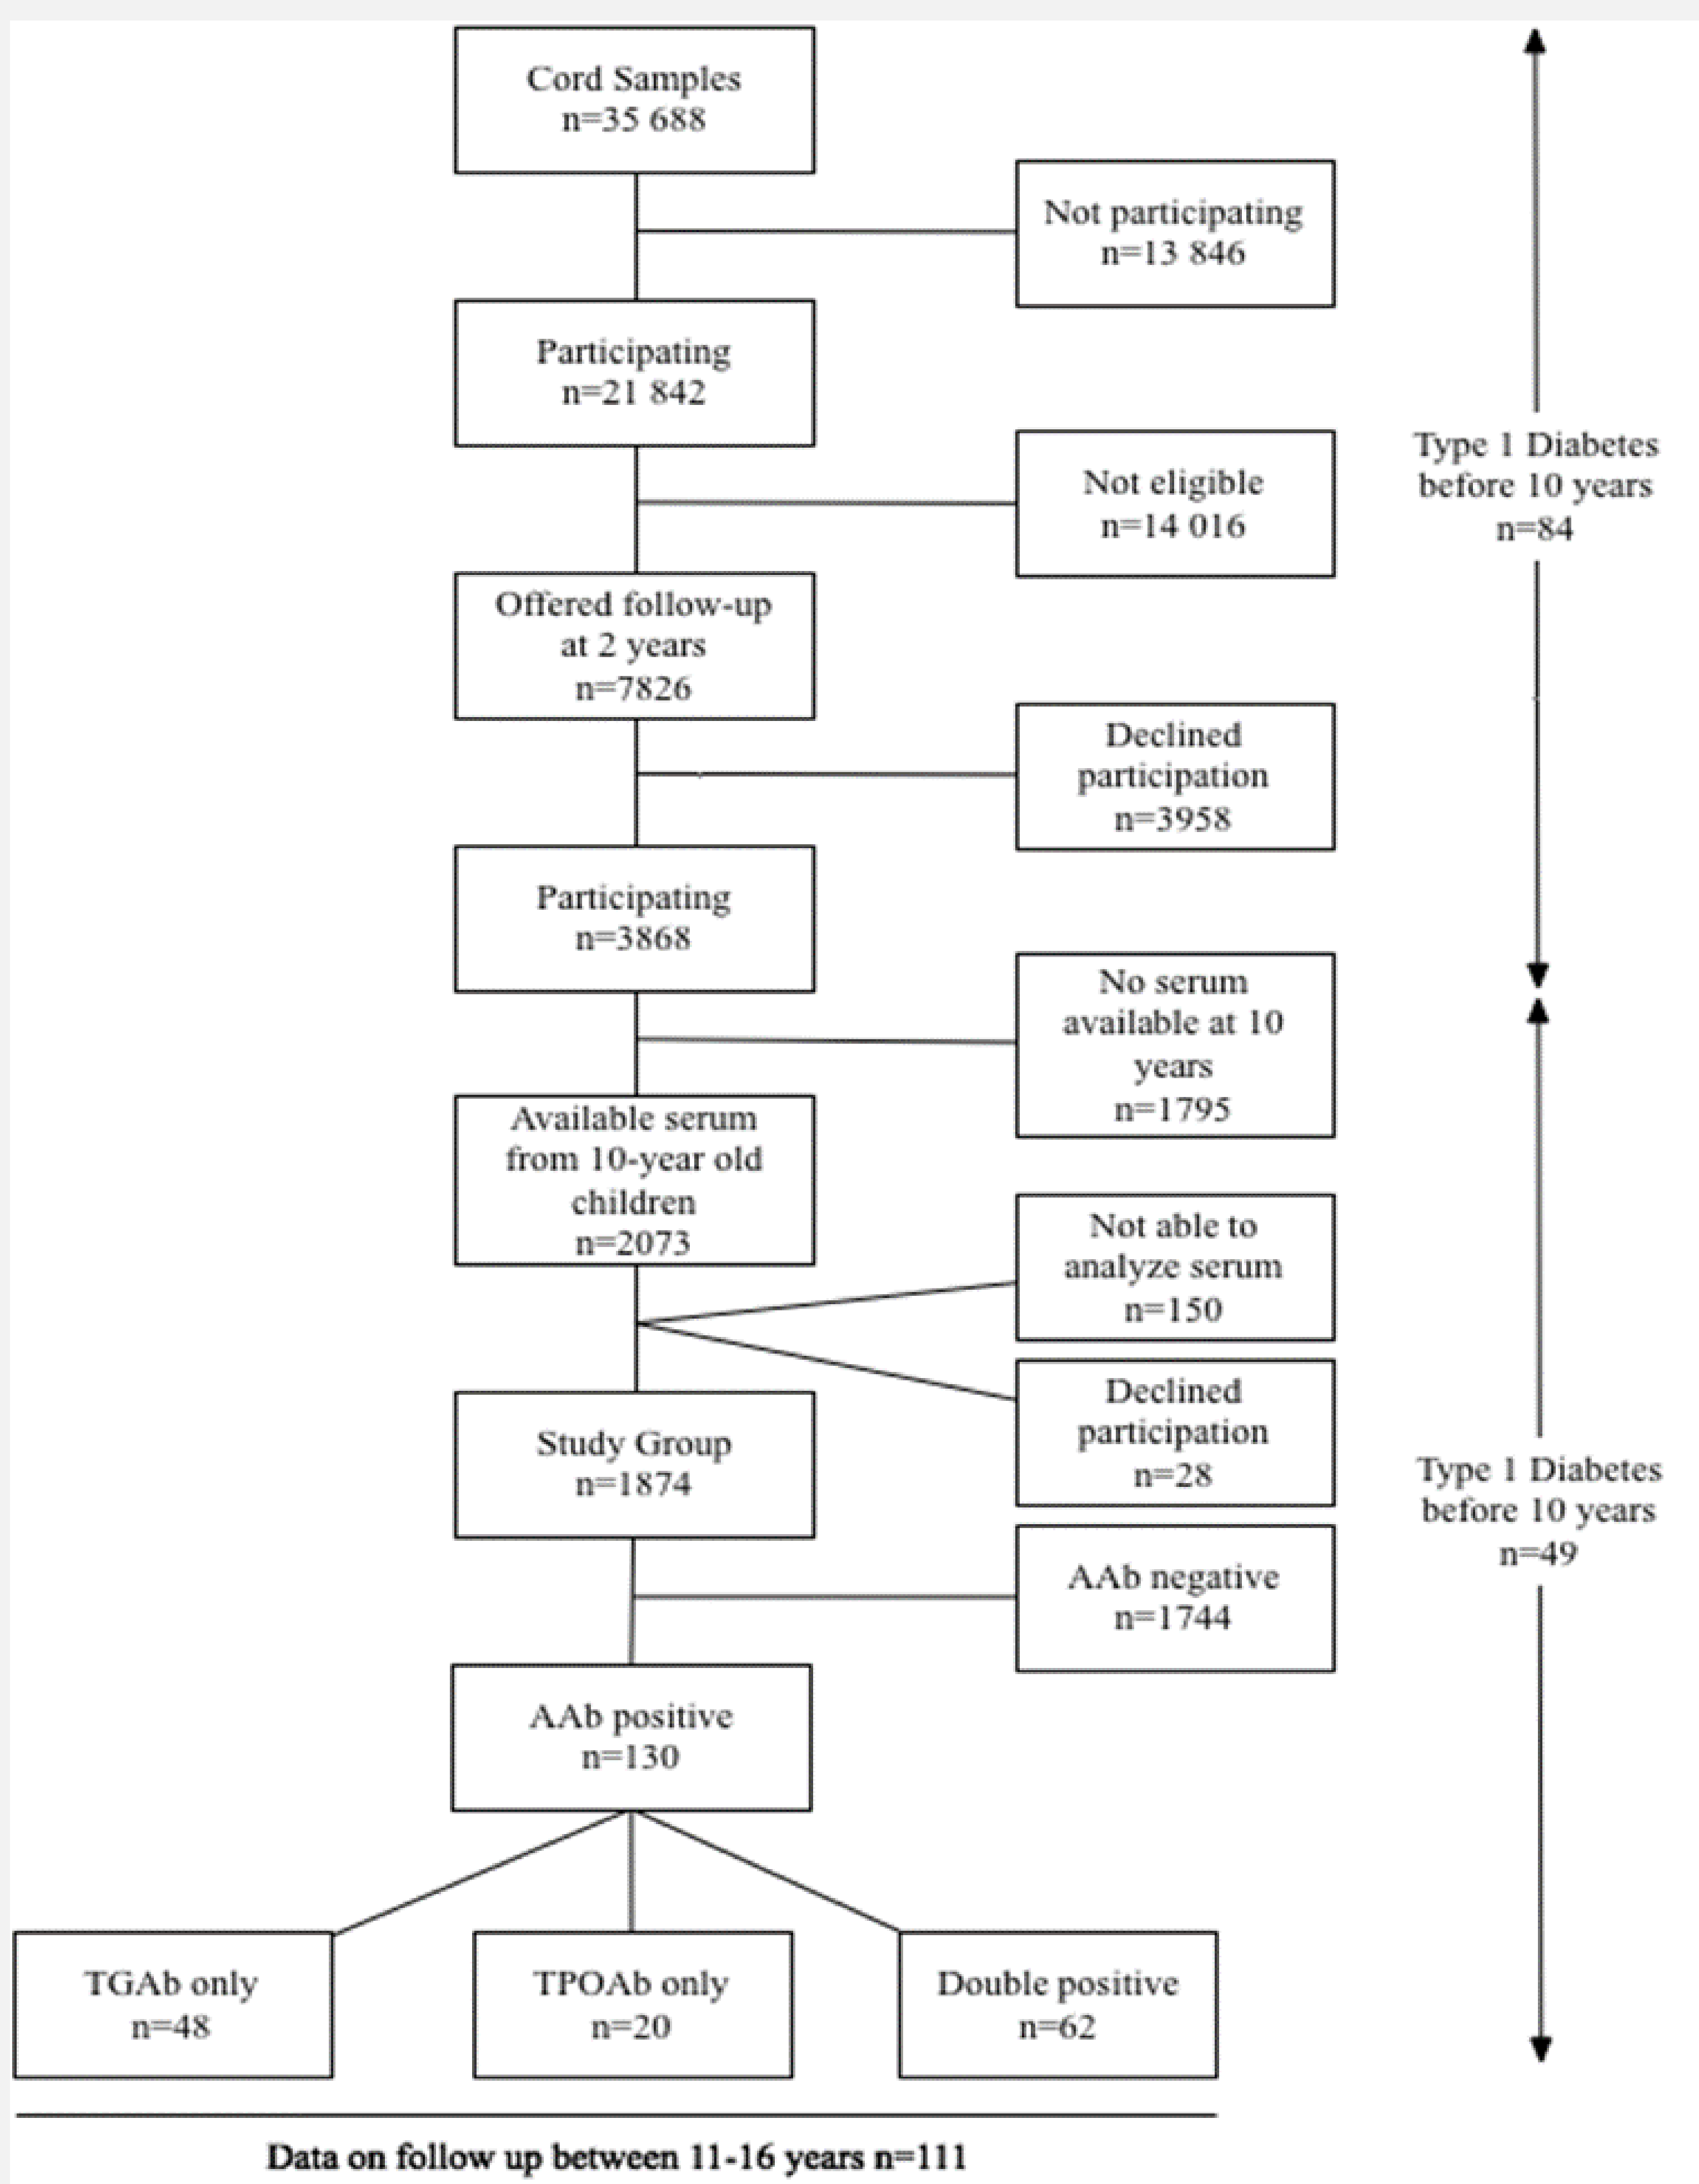 Cord Samples
n=35 688
Not participating
n=13 846
Participating
n=21 842
Not eligible
n=14 016
Type 1 Diabetes
before 10 years
n=84
Offered follow-up
at 2 years
n=7826
Declined
participation
n=3958
Participating
n=3868
No serum
available at 10
years
n=1795
Available serum
from 10-year old
children
n=2073
Not able to
analyze serum
n=150
Declined
participation
n=28
Study Group
n=1874
Type 1 Diabetes
before 10 years
n=49
AAb negative
n=1744
AAb positive
n=130
TGAb only
n=48
TPOAb only
n=20
Double positive
n=62
Data on follow up between 11-16 years n=111